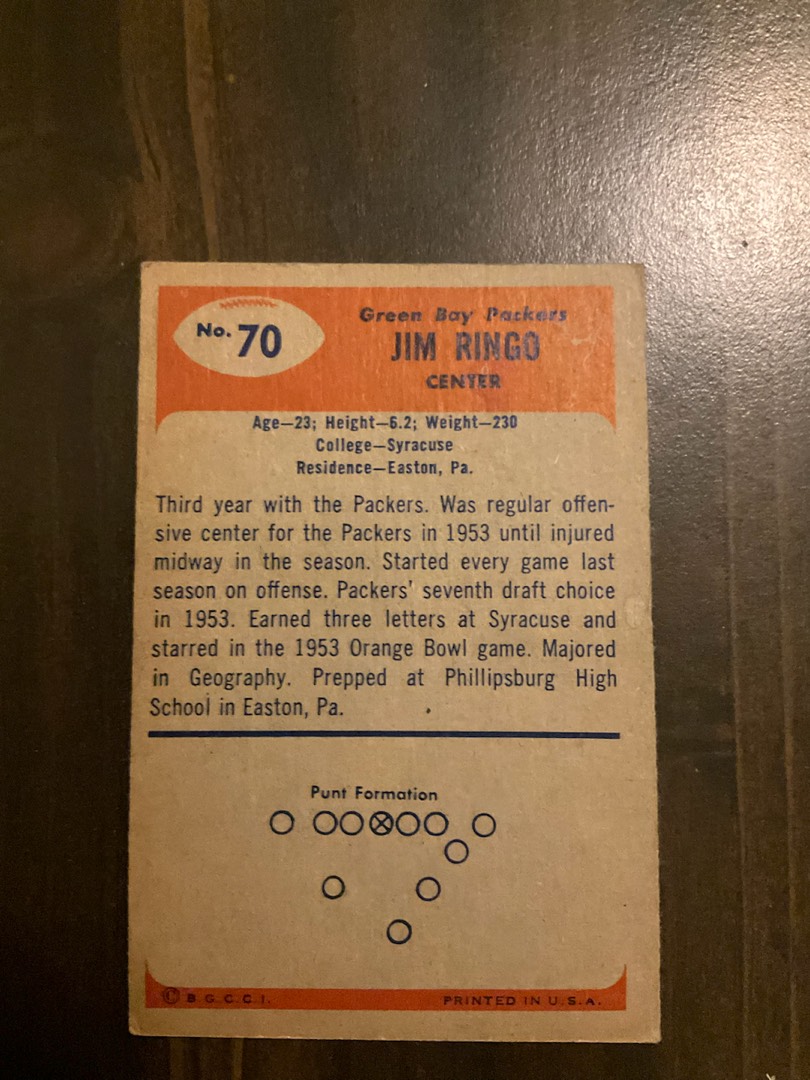 No. 70
Green Bay Packers
JIM RINGO
CENTER
Age—23; Height—6.2; Weight—230
College—Syracuse
Residence—Easton, Pa.
Third year with the Packers. Was regular offen-
sive center for the Packers in 1953 until injured
midway in the season. Started every game last
season on offense. Packers' seventh draft choice
in 1953. Earned three letters at Syracuse and
starred in the 1953 Orange Bowl game. Majored
in Geography. Prepped at Phillipsburg High
School in Easton, Pa.
Punt Formation
© B G C C I.
PRINTED IN U.S.A.